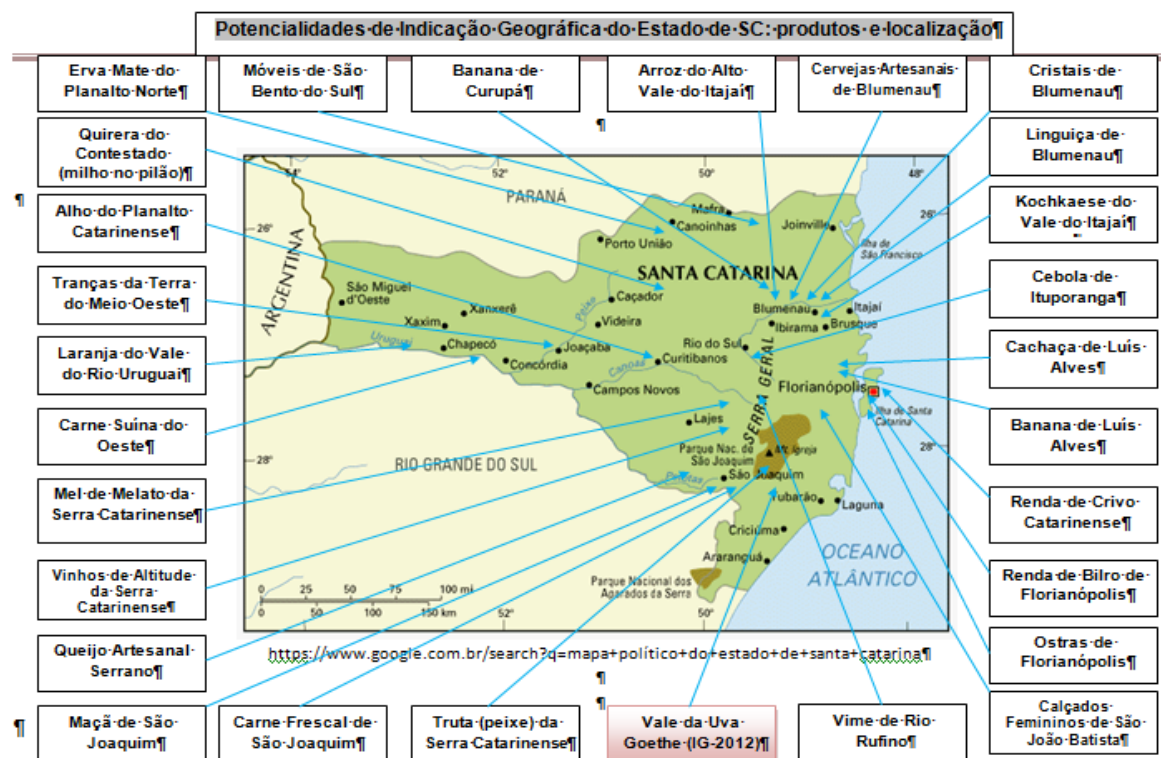 Potencialidades·de·Indicação·Geográfica·do·Estado·de·SC:·produtos·e·localização¶
Erva·Mate·do·
Planalto·Norte¶
Móveis·de·São·
Bento·do·Sul¶
Banana·de·
Curupá¶
Arroz·do·Alto·
Vale·do·Itajaí¶
Cervejas·Artesanais·
de·Blumenau¶
Cristais·de·
Blumenau¶
¶
Quirera·do·
Contestado·
(milho·no·pilão)¶
Linguiça·de·
Blumenau¶
¶
Alho·do·Planalto·
Catarinense¶
Kochkaese·do·
Vale·do·Itajaí¶
Tranças·da·Terra·
do·Meio·Oeste¶
Cebola·de·
Ituporanga¶
Laranja·do·Vale·
do·Rio·Uruguai¶
Cachaça·de·Luís·
Alves¶
Carne·Suína·do·
Oeste¶
Banana·de·Luís·
Alves¶
Mel·de·Melato·da·
Serra·Catarinense¶
Renda·de·Crivo·
Catarinense¶
Vinhos·de·Altitude·
da·Serra·
Catarinense¶
Renda·de·Bilro·de·
Florianópolis¶
Queijo·Artesanal·
Serrano¶
Ostras·de·
Florianópolis¶
54°
52°
50°
48°
PARANÁ
Mafra
Canoinhas
Joinville
26°
26°
Porto União
Ilha de
São Francisco
ARGENTINA
SANTA CATARINA
São Miguel
d'Oeste
Caçador
Xanxerê
Peixe
Blumenau
Itajaí
Xaxim
Videira
Ibirama
Brusque
Uruguai
Chapecó
Joaçaba
Rio do Sul
Concórdia
Canoas
Curitibanos
SERRA GERAL
Campos Novos
Florianópolis
Lajes
Ilha de Santa
Catarina
Parque Nac. de
São Joaquim
Mt. Igreja
28°
28°
RIO GRANDE DO SUL
Pelotas
São Joaquim
Tubarão
Laguna
Criciúma
Araranguá
OCEANO
ATLÂNTICO
Parque Nacional dos
Aparados da Serra
0 25 50 75 100 mi
0 50 100 150 km
52°
50°
https://www.google.com.br/search?q=mapa+político+do+estado+de+santa+catarina¶
¶
¶
¶
Maçã·de·São·
Joaquim¶
Carne·Frescal·de·
São·Joaquim¶
Truta·(peixe)·da·
Serra·Catarinense¶
Vale·da·Uva·
Goethe·(IG-2012)¶
Vime·de·Rio·
Rufino¶
Calçados·
Femininos·de·São·
João·Batista¶